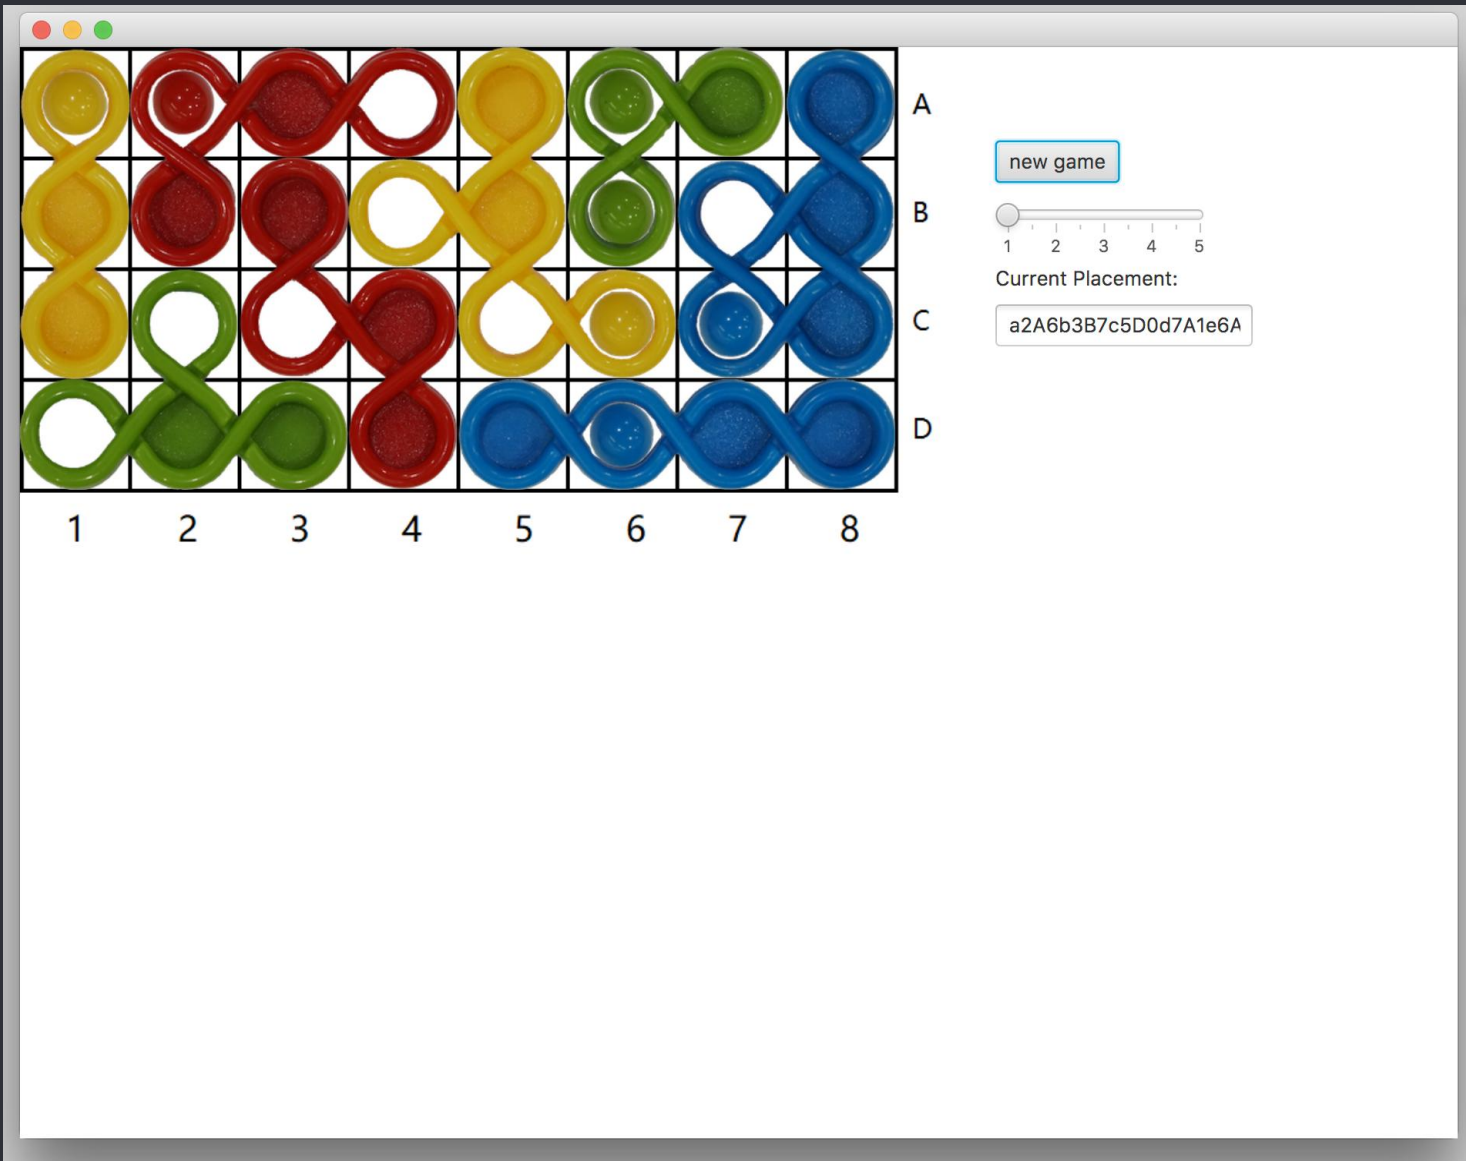 A
new game
B
1 2 3 4 5
Current Placement:
C
a2A6b3B7c5D0d7A1e6A
D
1 2 3 4 5 6 7 8